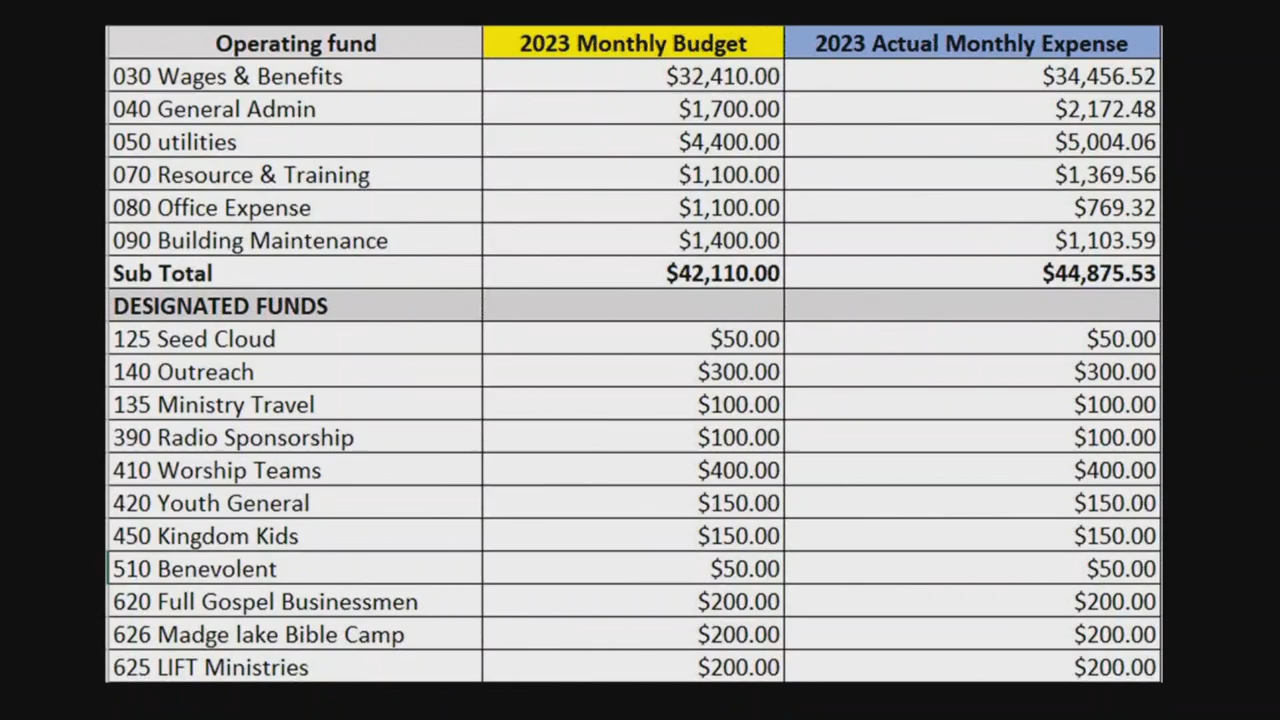 Operating fund 2023 Monthly Budget 2023 Actual Monthly Expense
030 Wages & Benefits $32,410.00 $34,456.52
040 General Admin $1,700.00 $2,172.48
050 utilities $4,400.00 $5,004.06
070 Resource & Training $1,100.00 $1,369.56
080 Office Expense $1,100.00 $769.32
090 Building Maintenance $1,400.00 $1,103.59
Sub Total $42,110.00 $44,875.53
DESIGNATED FUNDS
125 Seed Cloud $50.00 $50.00
140 Outreach $300.00 $300.00
135 Ministry Travel $100.00 $100.00
390 Radio Sponsorship $100.00 $100.00
410 Worship Teams $400.00 $400.00
420 Youth General $150.00 $150.00
450 Kingdom Kids $150.00 $150.00
510 Benevolent $50.00 $50.00
620 Full Gospel Businessmen $200.00 $200.00
626 Madge lake Bible Camp $200.00 $200.00
625 LIFT Ministries $200.00 $200.00